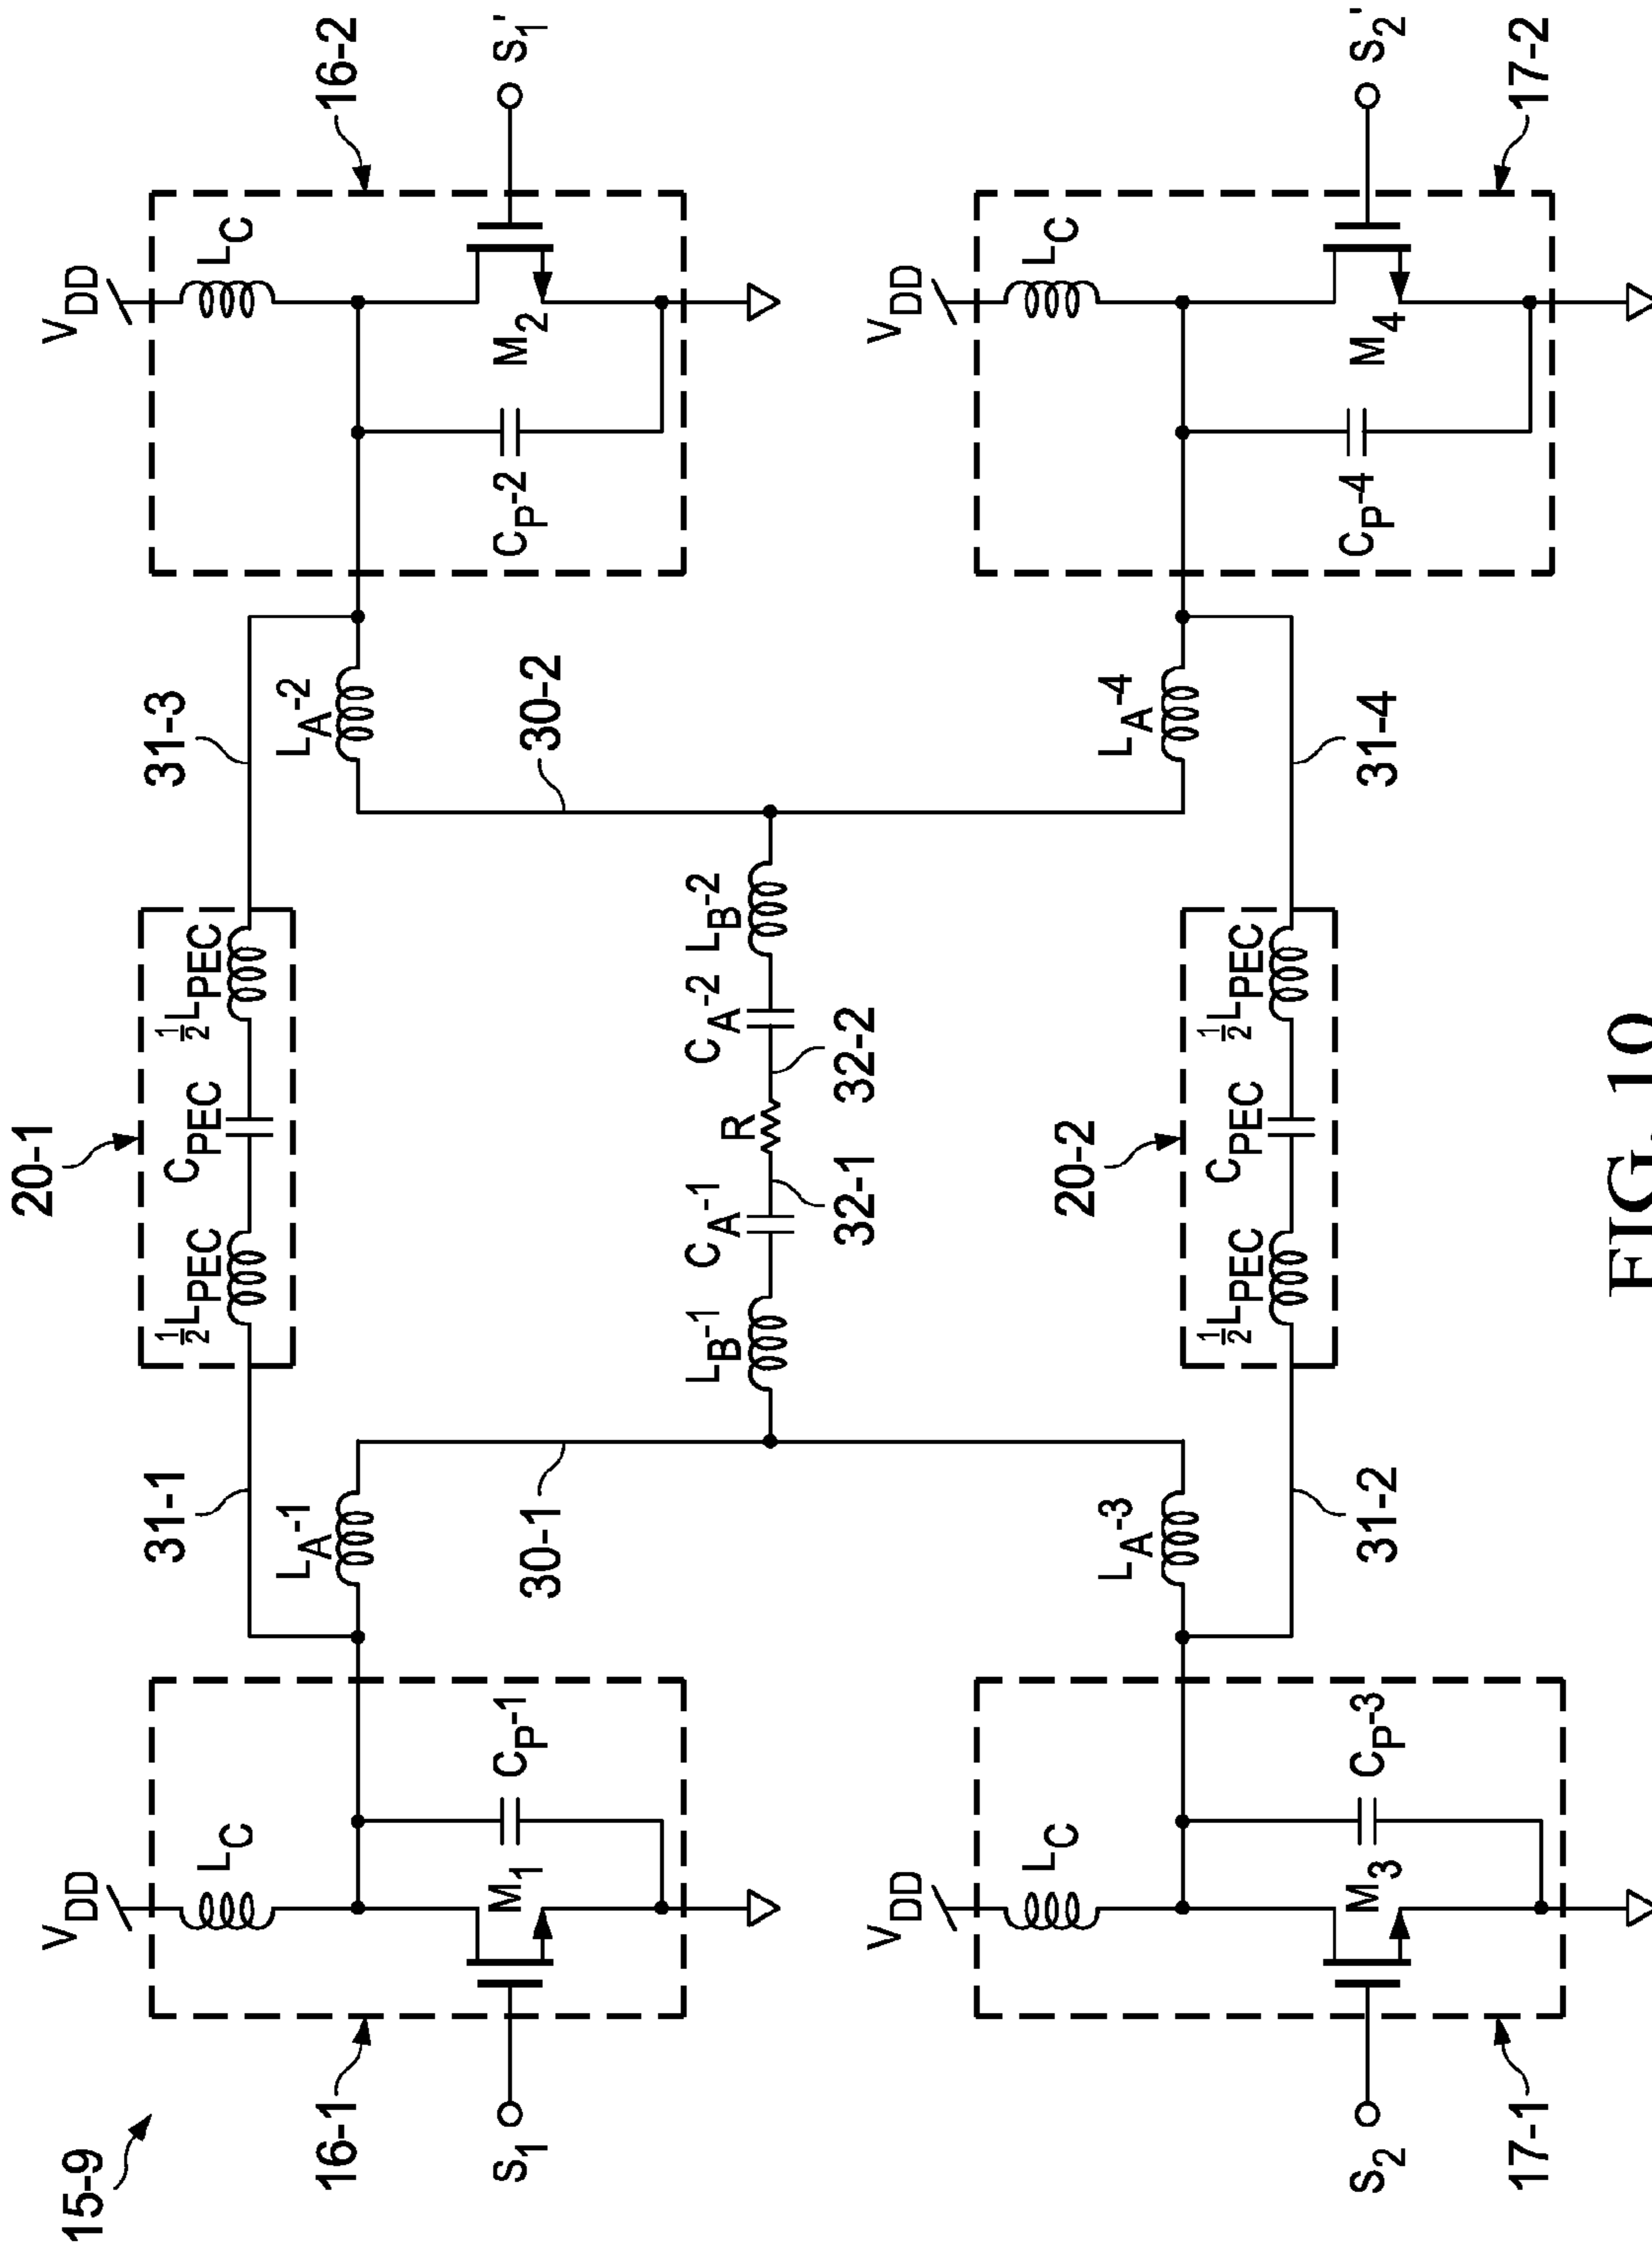 15-9
16-1
S1
VDD
LC
M1
CP-1
31-1
LA-1
30-1
20-1
½LPEC
CPEC
½LPEC
31-3
LA-2
30-2
VDD
LC
M2
CP-2
16-2
S1'
LB-1
CA-1
32-1
R
CA-2
32-2
LB-2
17-1
S2
VDD
LC
M3
CP-3
LA-3
31-2
20-2
½LPEC
CPEC
½LPEC
LA-4
31-4
VDD
LC
M4
CP-4
17-2
S2'
FIG. 10